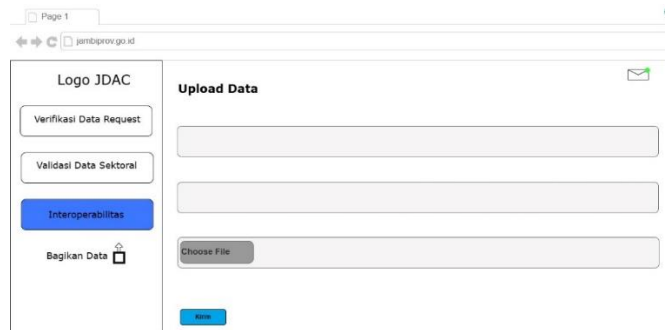 Page 1
jambiprov.go.id
Logo JDAC
Verifikasi Data Request
Validasi Data Sektoral
Interoperabilitas
Bagikan Data
Upload Data
Choose File
Kirim